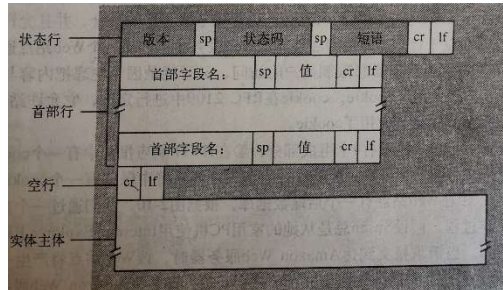 状态行 版本 sp 状态码 sp 短语 cr lf
首部字段名: sp 值 cr lf
首部行
首部字段名: sp 值 cr lf
空行 cr lf
实体主体